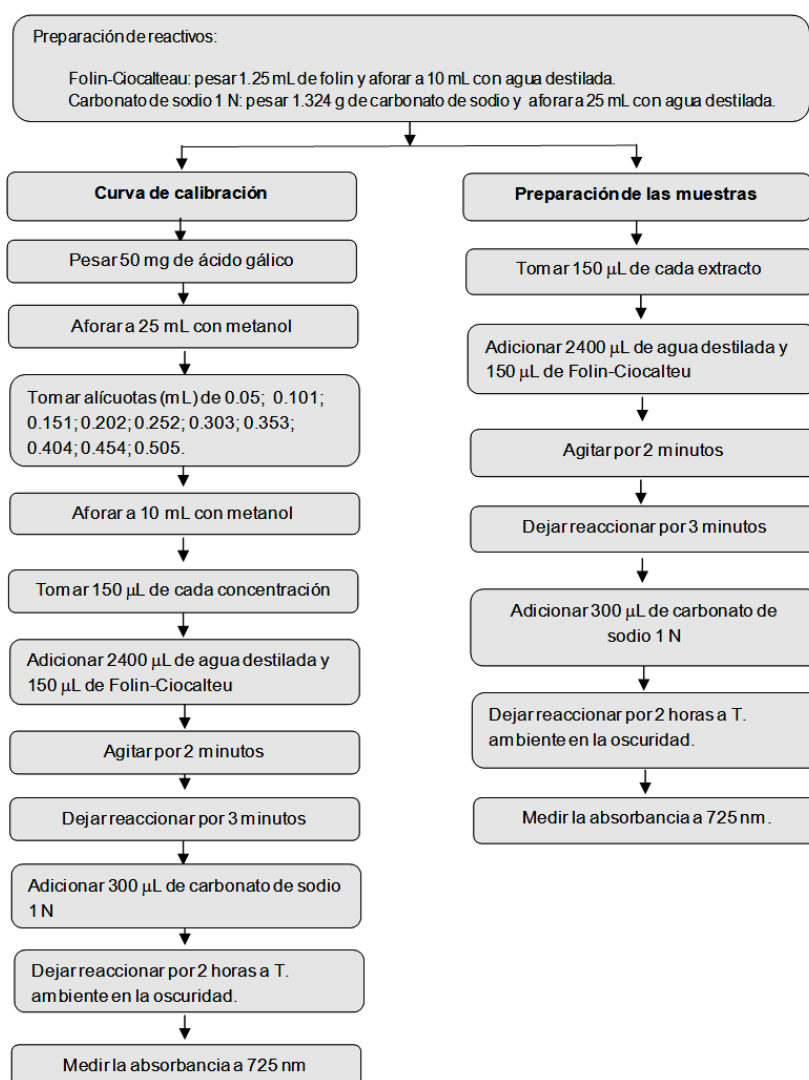 Preparación de reactivos:
Folin-Ciocalteau: pesar 1.25 mL de folin y aforar a 10 mL con agua destilada.
Carbonato de sodio 1 N: pesar 1.324 g de carbonato de sodio y aforar a 25 mL con agua destilada.
Curva de calibración
Pesar 50 mg de ácido gálico
Aforar a 25 mL con metanol
Tomar alícuotas (mL) de 0.05; 0.101;
0.151; 0.202; 0.252; 0.303; 0.353;
0.404; 0.454; 0.505.
Aforar a 10 mL con metanol
Tomar 150 µL de cada concentración
Adicionar 2400 µL de agua destilada y
150 µL de Folin-Ciocalteu
Agitar por 2 minutos
Dejar reaccionar por 3 minutos
Adicionar 300 µL de carbonato de sodio
1 N
Dejar reaccionar por 2 horas a T.
ambiente en la oscuridad.
Medir la absorbancia a 725 nm
Preparación de las muestras
Tomar 150 µL de cada extracto
Adicionar 2400 µL de agua destilada y
150 µL de Folin-Ciocalteu
Agitar por 2 minutos
Dejar reaccionar por 3 minutos
Adicionar 300 µL de carbonato de
sodio 1 N
Dejar reaccionar por 2 horas a T.
ambiente en la oscuridad.
Medir la absorbancia a 725 nm.